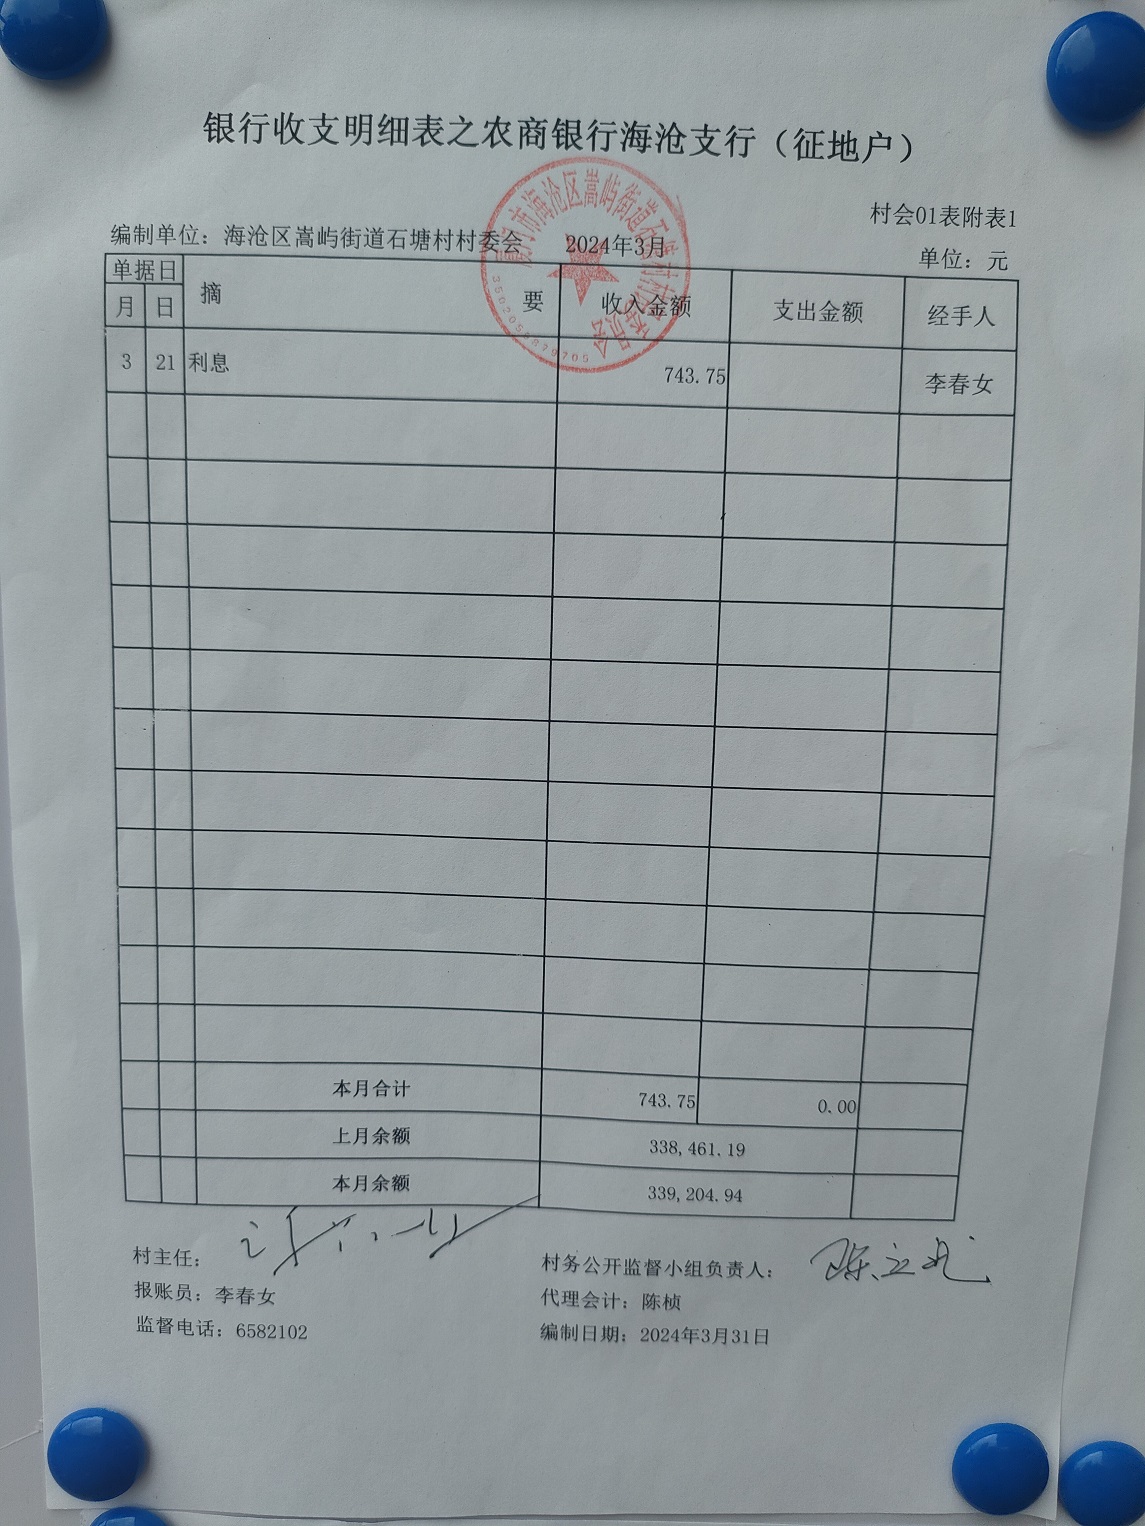 银行收支明细表之农商银行海沧支行（征地户）
村会01表附表1
编制单位：海沧区嵩屿街道石塘村村委会 2024年3月 单位：元
单据日 摘 要 收入金额 支出金额 经手人
月 日
3 21 利息 743.75 李春女
本月合计 743.75 0.00
上月余额 338,461.19
本月余额 339,204.94
村主任： 村务公开监督小组负责人：
报账员：李春女 代理会计：陈桢
监督电话：6582102 编制日期：2024年3月31日